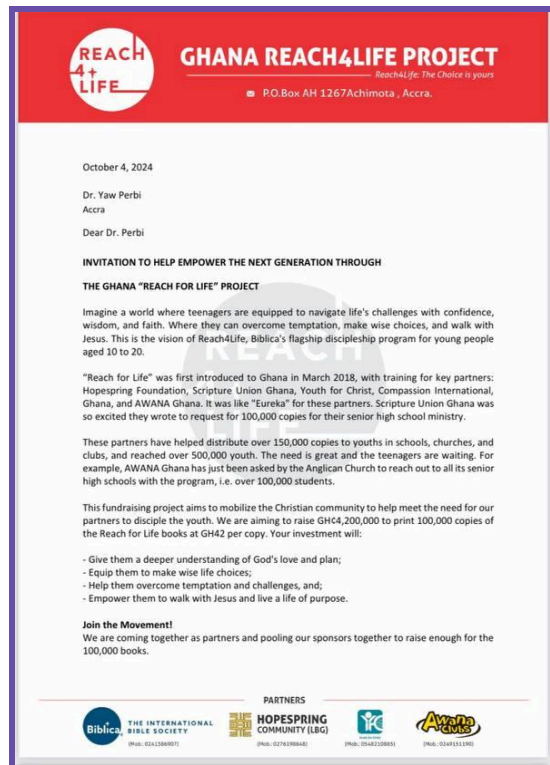 REACH
4+
LIFE
GHANA REACH4LIFE PROJECT
Reach4Life: The Choice is yours
P.O.Box AH 1267Achimota , Accra.
October 4, 2024
Dr. Yaw Perbi
Accra
Dear Dr. Perbi
INVITATION TO HELP EMPOWER THE NEXT GENERATION THROUGH
THE GHANA “REACH FOR LIFE” PROJECT
Imagine a world where teenagers are equipped to navigate life's challenges with confidence,
wisdom, and faith. Where they can overcome temptation, make wise choices, and walk with
Jesus. This is the vision of Reach4Life, Biblica's flagship discipleship program for young people
aged 10 to 20.
“Reach for Life” was first introduced to Ghana in March 2018, with training for key partners:
Hopespring Foundation, Scripture Union Ghana, Youth for Christ, Compassion International,
Ghana, and AWANA Ghana. It was like "Eureka" for these partners. Scripture Union Ghana was
so excited they wrote to request for 100,000 copies for their senior high school ministry.
These partners have helped distribute over 150,000 copies to youths in schools, churches, and
clubs, and reached over 500,000 youth. The need is great and the teenagers are waiting. For
example, AWANA Ghana has just been asked by the Anglican Church to reach out to all its senior
high schools with the program, i.e. over 100,000 students.
This fundraising project aims to mobilize the Christian community to help meet the need for our
partners to disciple the youth. We are aiming to raise GH¢4,200,000 to print 100,000 copies of
the Reach for Life books at GH42 per copy. Your investment will:
- Give them a deeper understanding of God's love and plan;
- Equip them to make wise life choices;
- Help them overcome temptation and challenges, and;
- Empower them to walk with Jesus and live a life of purpose.
Join the Movement!
We are coming together as partners and pooling our sponsors together to raise enough for the
100,000 books.
PARTNERS
Biblica THE INTERNATIONAL BIBLE SOCIETY
HOPESPRING COMMUNITY (LBG)
Awana Clubs
(Mob: 0241586907)
(Mob: 0276190848)
(Mob: 0548210885)
(Mob: 0249151190)